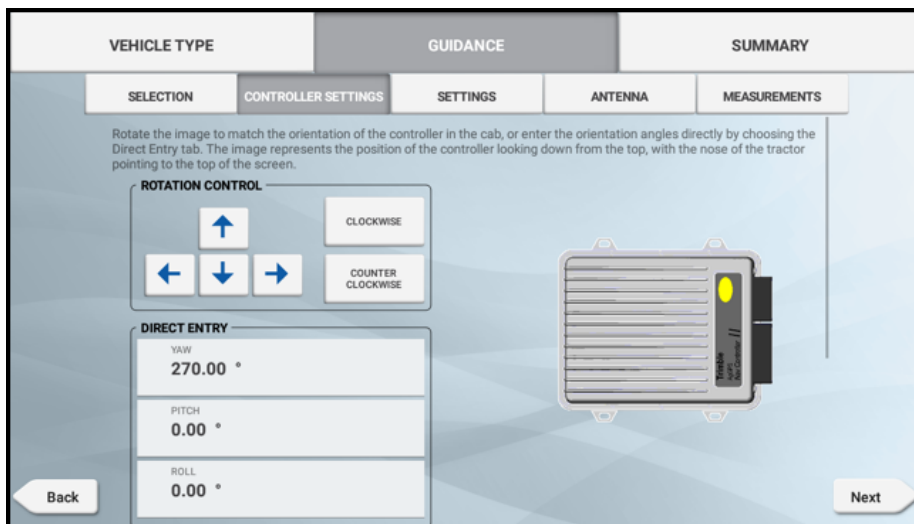 VEHICLE TYPE
GUIDANCE
SUMMARY
SELECTION
CONTROLLER SETTINGS
SETTINGS
ANTENNA
MEASUREMENTS
Rotate the image to match the orientation of the controller in the cab, or enter the orientation angles directly by choosing the
Direct Entry tab. The image represents the position of the controller looking down from the top, with the nose of the tractor
pointing to the top of the screen.
ROTATION CONTROL
CLOCKWISE
COUNTER
CLOCKWISE
DIRECT ENTRY
YAW
270.00 °
PITCH
0.00 °
ROLL
0.00 °
Trimble
Back
Next